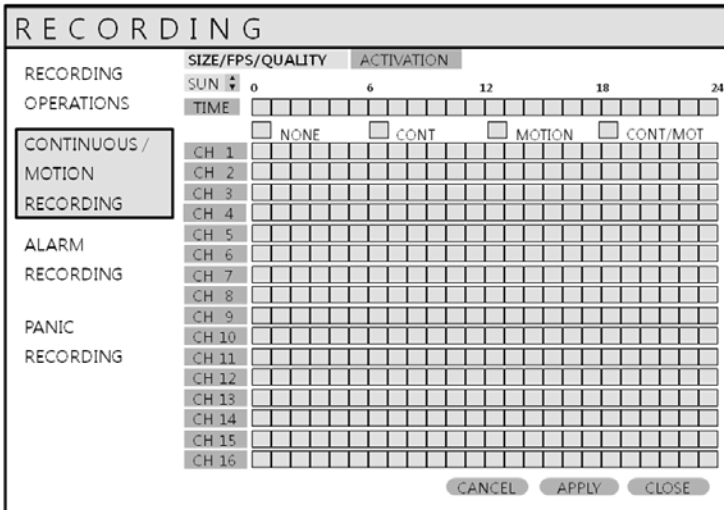 RECORDING
SIZE/FPS/QUALITY ACTIVATION
SUN 0 6 12 18 24
TIME
NONE CONT MOTION CONT/MOT
RECORDING
OPERATIONS
CONTINUOUS /
MOTION
RECORDING
ALARM
RECORDING
PANIC
RECORDING
CH 1
CH 2
CH 3
CH 4
CH 5
CH 6
CH 7
CH 8
CH 9
CH 10
CH 11
CH 12
CH 13
CH 14
CH 15
CH 16
CANCEL APPLY CLOSE